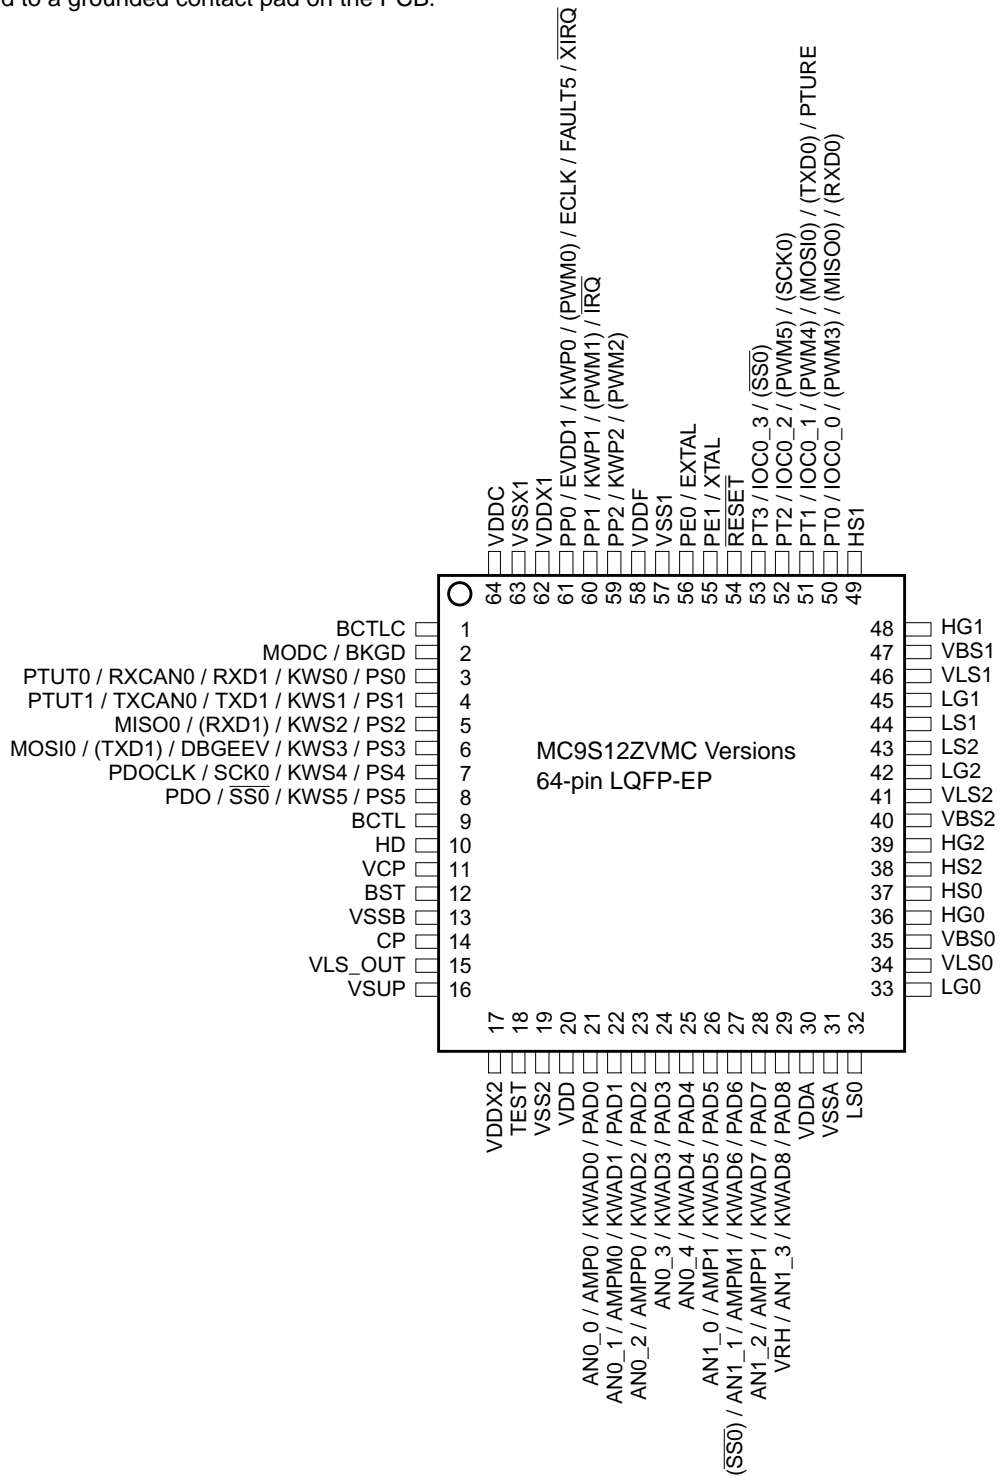 d to a grounded contact pad on the PCB.
VDDC
VSSX1
VDDX1
PP0 / EVDD1 / KWP0 / (PWM0) / ECLK / FAULT5 / XIRQ
PP1 / KWP1 / (PWM1) / IRQ
PP2 / KWP2 / (PWM2)
VDDF
VSS1
PE0 / EXTAL
PE1 / XTAL
RESET
PT3 / IOC0_3 / (SS0)
PT2 / IOC0_2 / (PWM5) / (SCK0)
PT1 / IOC0_1 / (PWM4) / (MOSI0) / (TXD0) / PTURE
PT0 / IOC0_0 / (PWM3) / (MISO0) / (RXD0)
HS1
64 63 62 61 60 59 58 57 56 55 54 53 52 51 50 49
BCTLC 1
MODC / BKGD 2
PTUT0 / RXCAN0 / RXD1 / KWS0 / PS0 3
PTUT1 / TXCAN0 / TXD1 / KWS1 / PS1 4
MISO0 / (RXD1) / KWS2 / PS2 5
MOSI0 / (TXD1) / DBGEEV / KWS3 / PS3 6
PDOCLK / SCK0 / KWS4 / PS4 7
PDO / SS0 / KWS5 / PS5 8
BCTL 9
HD 10
VCP 11
BST 12
VSSB 13
CP 14
VLS_OUT 15
VSUP 16
MC9S12ZVMC Versions
64-pin LQFP-EP
48 HG1
47 VBS1
46 VLS1
45 LG1
44 LS1
43 LS2
42 LG2
41 VLS2
40 VBS2
39 HG2
38 HS2
37 HS0
36 HG0
35 VBS0
34 VLS0
33 LG0
17 18 19 20 21 22 23 24 25 26 27 28 29 30 31 32
VDDX2
TEST
VSS2
VDD
AN0_0 / AMP0 / KWAD0 / PAD0
AN0_1 / AMPM0 / KWAD1 / PAD1
AN0_2 / AMPP0 / KWAD2 / PAD2
AN0_3 / KWAD3 / PAD3
AN0_4 / KWAD4 / PAD4
AN1_0 / AMP1 / KWAD5 / PAD5
(SS0) / AN1_1 / AMPM1 / KWAD6 / PAD6
AN1_2 / AMPP1 / KWAD7 / PAD7
VRH / AN1_3 / KWAD8 / PAD8
VDDA
VSSA
LS0